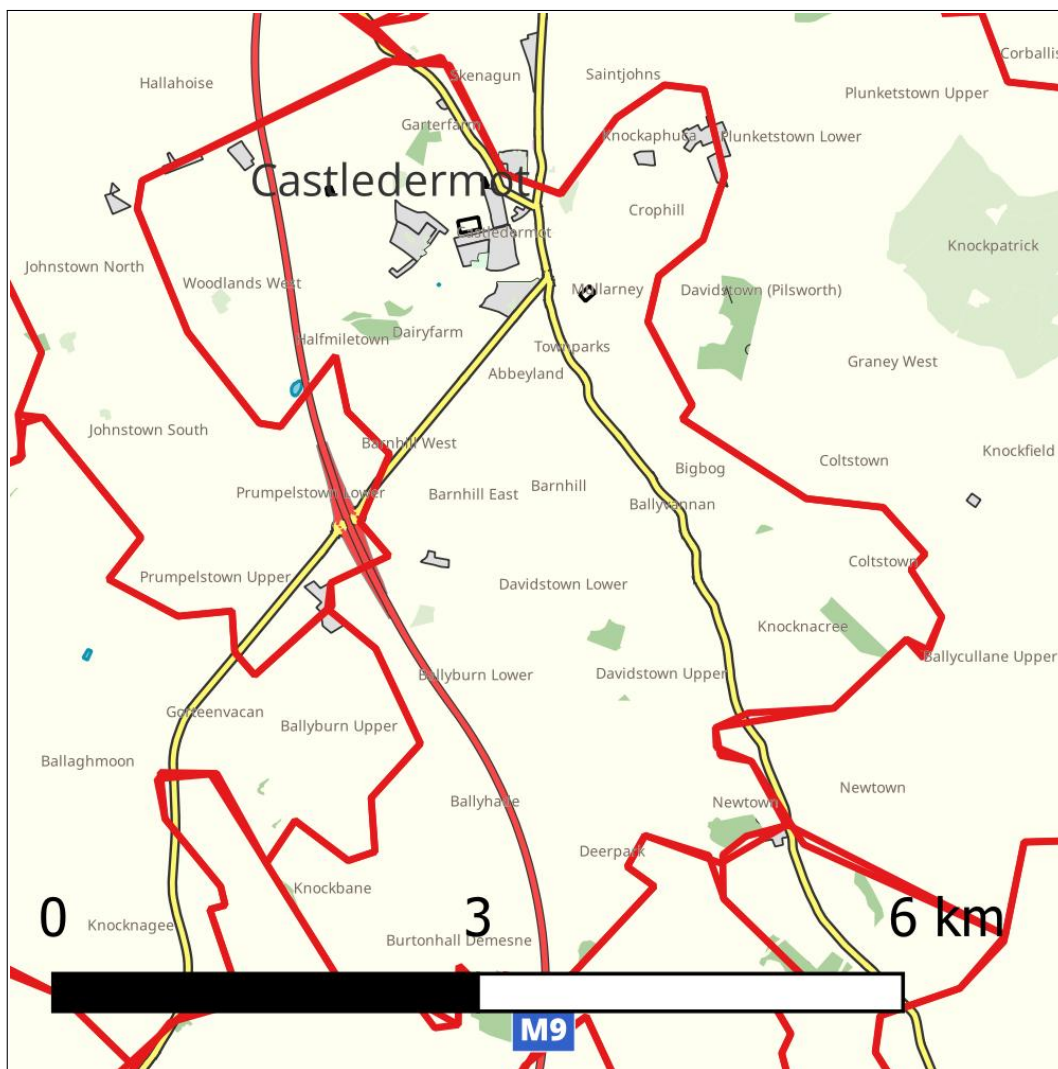 Corballis
Hallahoise
Skenagun
Saintjohns
Plunketstown Upper
Garterfarm
Knockaphuca
Plunketstown Lower
Castledermot
Crophill
Castledermot
Knockpatrick
Johnstown North
Woodlands West
Mullarney
Davidstown (Pilsworth)
Halfmiletown
Dairyfarm
Townparks
Graney West
Abbeyland
Johnstown South
Barnhill West
Knockfield
Coltstown
Bigbog
Prumpelstown Lower
Barnhill East
Barnhill
Ballyvannan
Coltstown
Prumpelstown Upper
Davidstown Lower
Knocknacree
Ballycullane Upper
Ballyburn Lower
Davidstown Upper
Gorteenvacan
Ballyburn Upper
Ballaghmoon
Newtown
Ballyhade
Newtown
Deerpark
Knockbane
0 3 6 km
Knocknagee
Burtonhall Demesne
M9